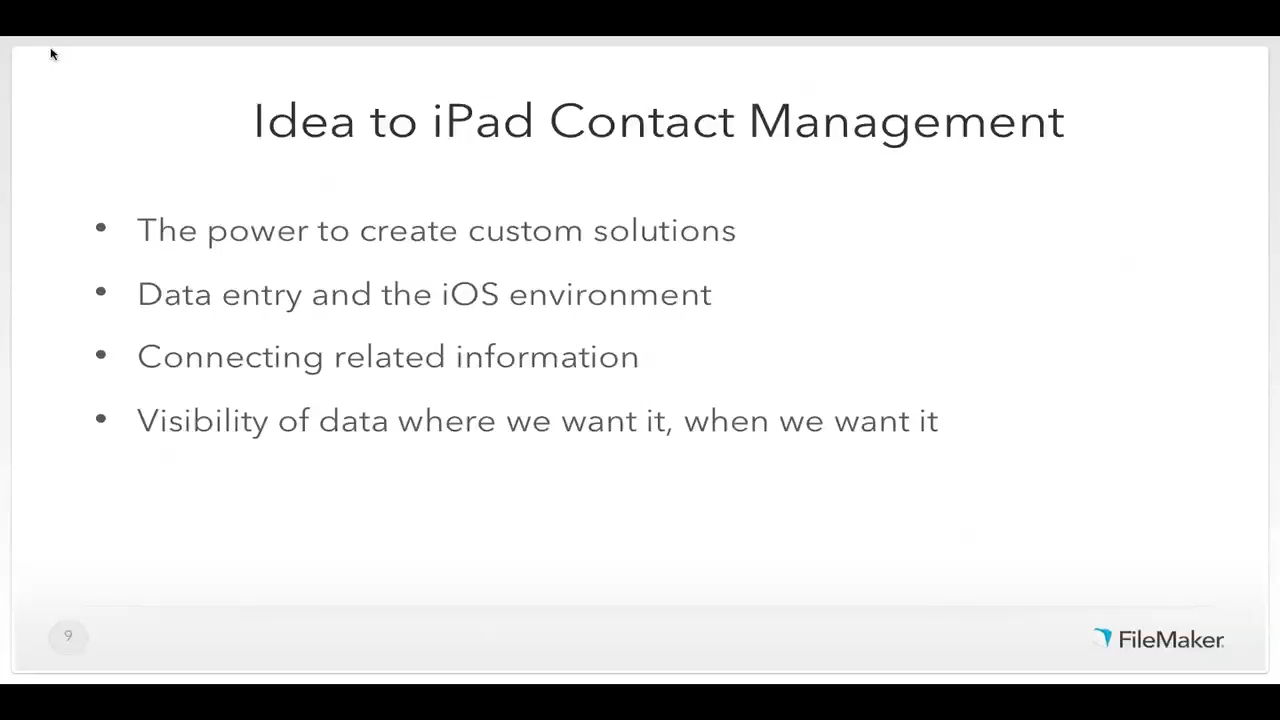 Idea to iPad Contact Management
• The power to create custom solutions
• Data entry and the iOS environment
• Connecting related information
• Visibility of data where we want it, when we want it
9
FileMaker